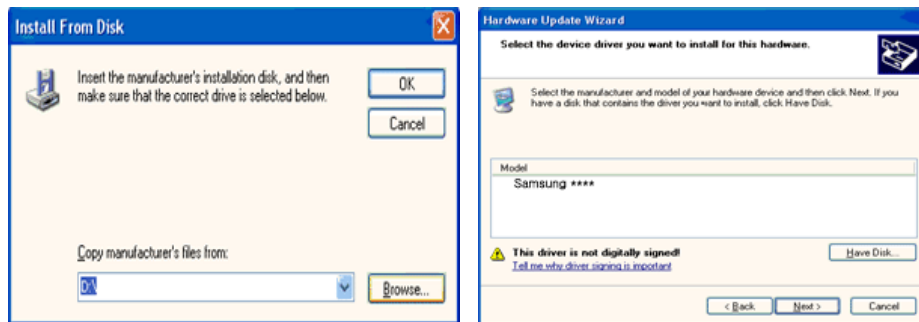 Install From Disk
Insert the manufacturer's installation disk, and then
make sure that the correct drive is selected below.
OK
Cancel
Copy manufacturer's files from:
D:\
Browse...
Hardware Update Wizard
Select the device driver you want to install for this hardware.
Select the manufacturer and model of your hardware device and then click Next. If you
have a disk that contains the driver you want to install, click Have Disk.
Model
Samsung ****
This driver is not digitally signed!
Tell me why driver signing is important
Have Disk...
< Back
Next >
Cancel